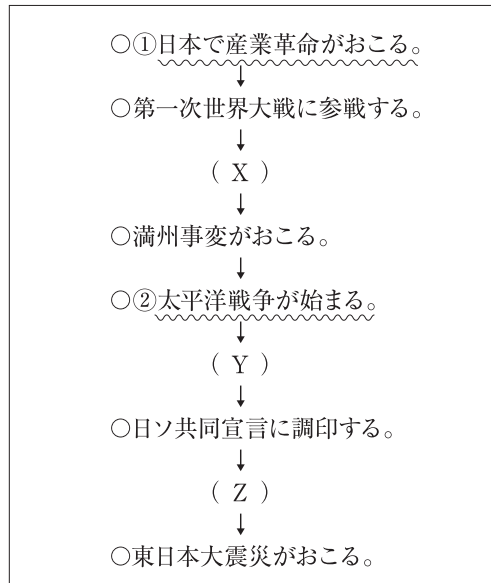 ○①日本で産業革命がおこる。
↓
○第一次世界大戦に参戦する。
↓
( X )
↓
○満州事変がおこる。
↓
○②太平洋戦争が始まる。
↓
( Y )
↓
○日ソ共同宣言に調印する。
↓
( Z )
↓
○東日本大震災がおこる。